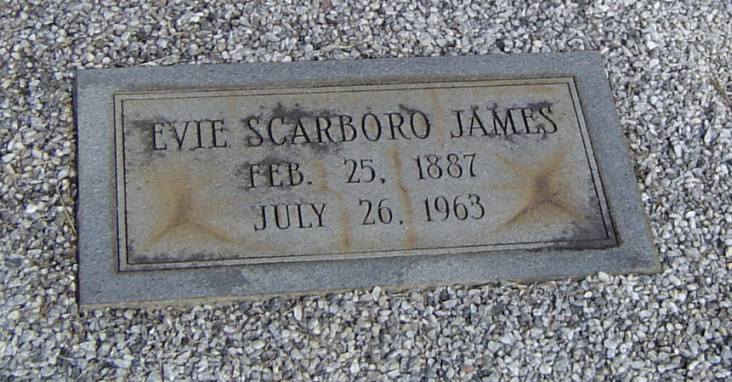 EVIE SCARBORO JAMES
FEB. 25, 1887
JULY 26, 1963